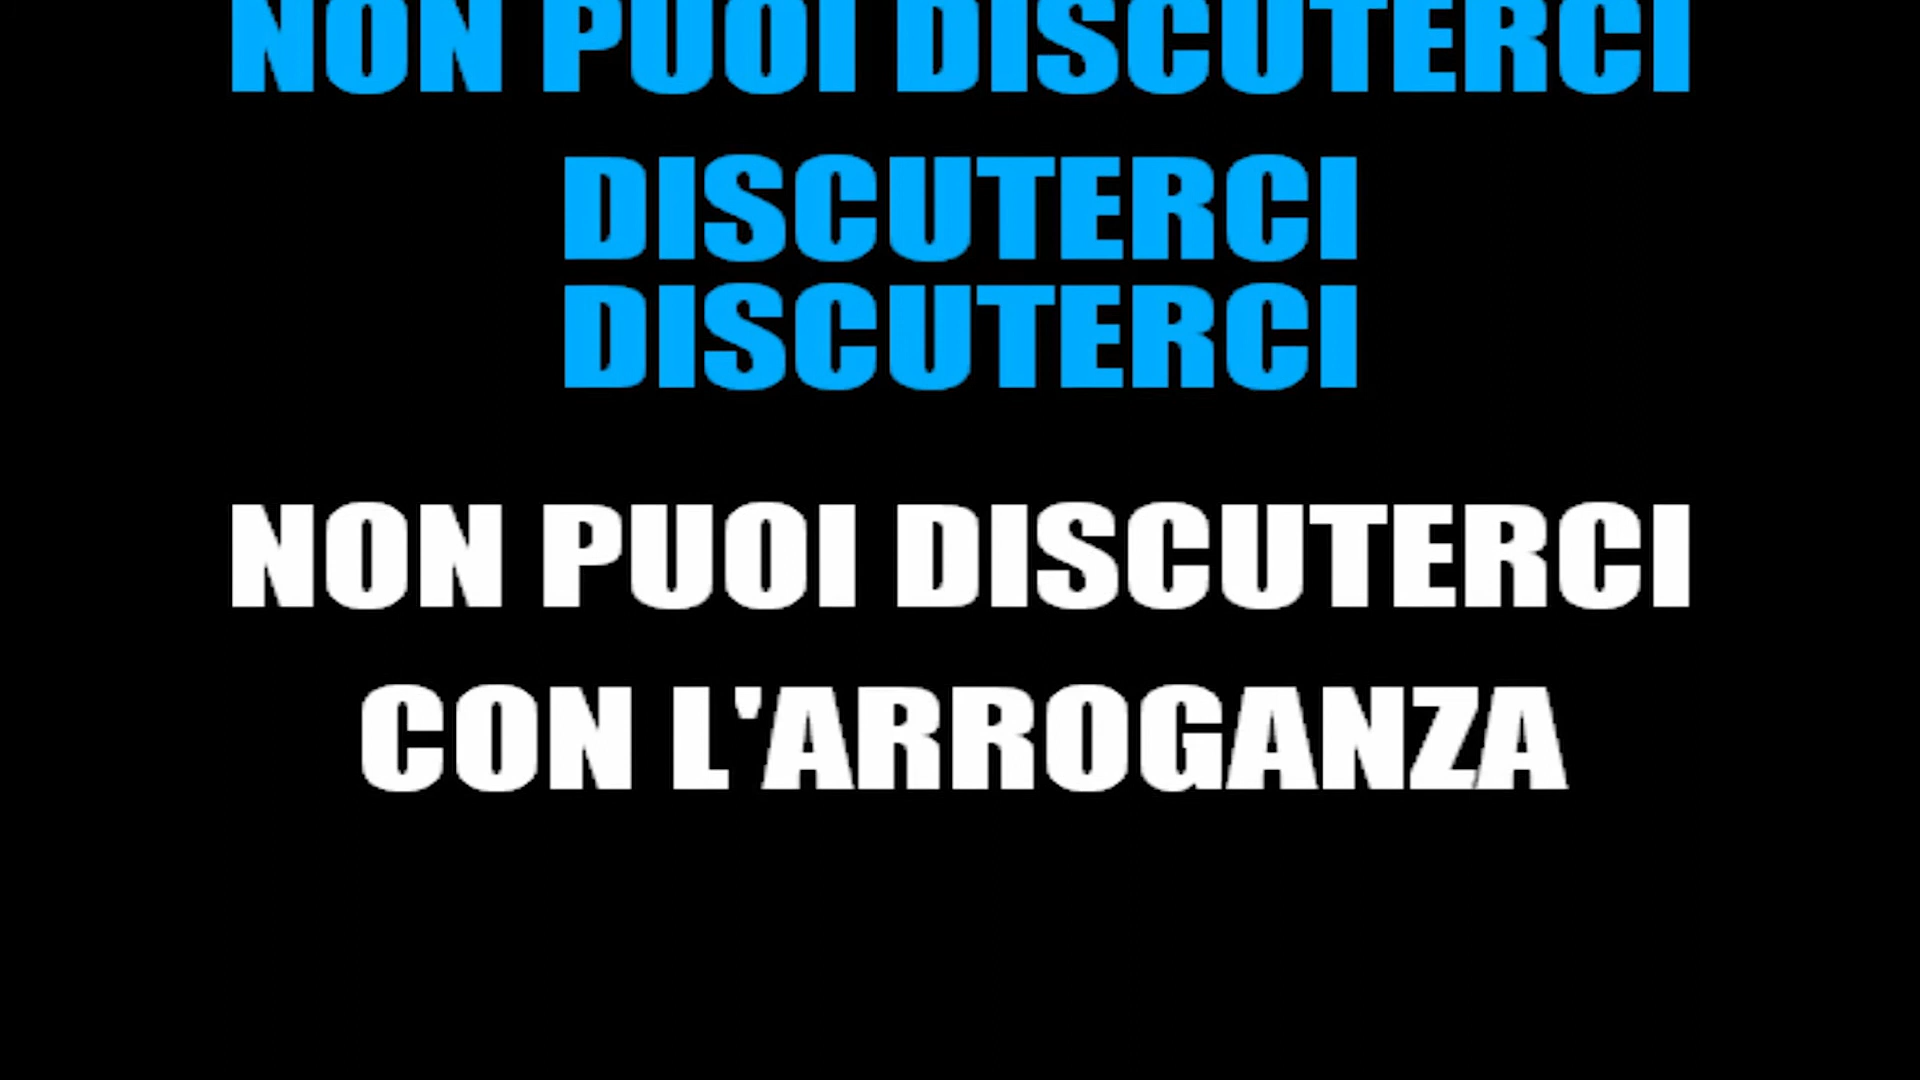 NON PUOI DISCUTERCI
DISCUTERCI
DISCUTERCI
NON PUOI DISCUTERCI
CON L'ARROGANZA